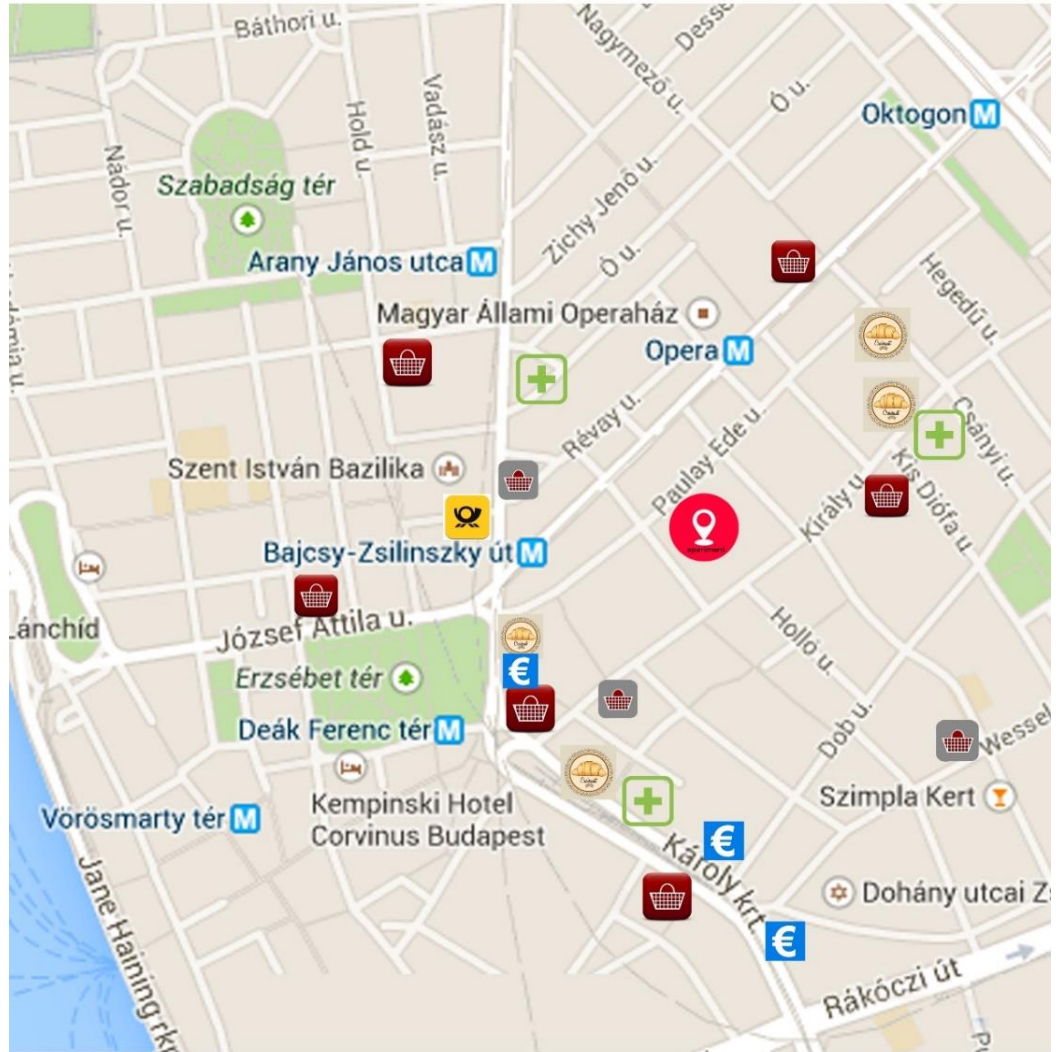 Báthori u.
Nagymező u.
Ó u.
Oktogon M
Vadász u.
Hold u.
Nádor u.
Szabadság tér
Zichy Jenő u.
Arany János utca M
Ó u.
Hegedű u.
Magyar Állami Operaház
Opera M
Révay u.
Paulay Ede u.
Csányi u.
Kis Diófa u.
Király u.
Szent István Bazilika
apartment
Bajcsy-Zsilinszky út M
József Attila u.
Lánchíd
Holló u.
€
Erzsébet tér
Dob u.
Deák Ferenc tér M
Kempinski Hotel
Corvinus Budapest
Szimpla Kert
Vörösmarty tér M
Károly krt.
€
Dohány utcai
€
Jane Haining rkp
Rákóczi út